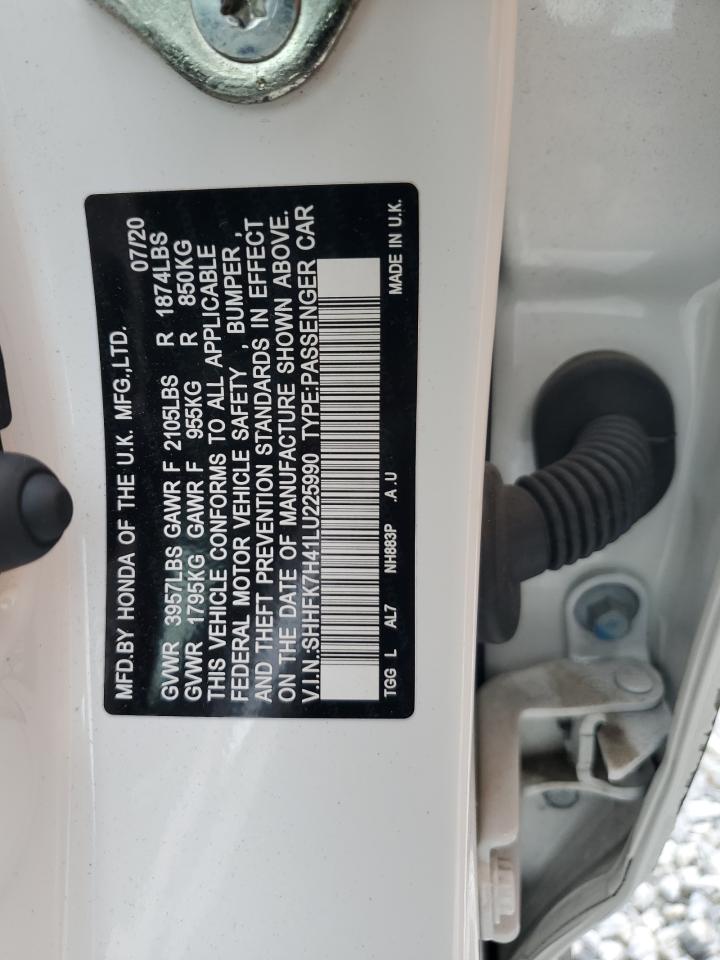 MFD.BY HONDA OF THE U.K. MFG.,LTD. 07/20
GVWR 3957LBS GAWR F 2105LBS R 1874LBS
GVWR 1795KG GAWR F 955KG R 850KG
THIS VEHICLE CONFORMS TO ALL APPLICABLE
FEDERAL MOTOR VEHICLE SAFETY , BUMPER ,
AND THEFT PREVENTION STANDARDS IN EFFECT
ON THE DATE OF MANUFACTURE SHOWN ABOVE.
V.I.N.:SHHFK7H41LU225990 TYPE:PASSENGER CAR
TGG L AL7 NH883P .A .U MADE IN U.K.